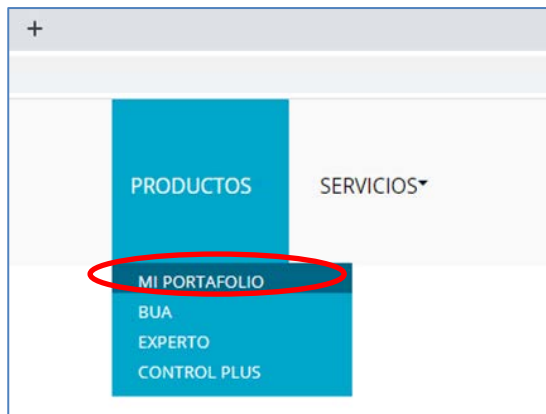 PRODUCTOS SERVICIOS
MI PORTAFOLIO
BUA
EXPERTO
CONTROL PLUS